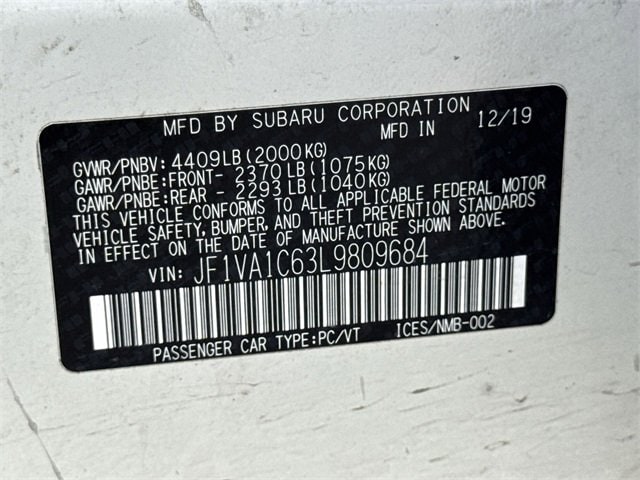 MFD BY SUBARU CORPORATION
MFD IN 12/19
GVWR/PNBV: 4409LB(2000KG)
GAWR/PNBE:FRONT- 2370LB(1075KG)
GAWR/PNBE:REAR - 2293LB(1040KG)
THIS VEHICLE CONFORMS TO ALL APPLICABLE FEDERAL MOTOR
VEHICLE SAFETY, BUMPER, AND THEFT PREVENTION STANDARDS
IN EFFECT ON THE DATE OF MANUFACTURE SHOWN ABOVE.
VIN: JF1VA1C63L9809684
PASSENGER CAR TYPE:PC/VT ICES/NMB-002